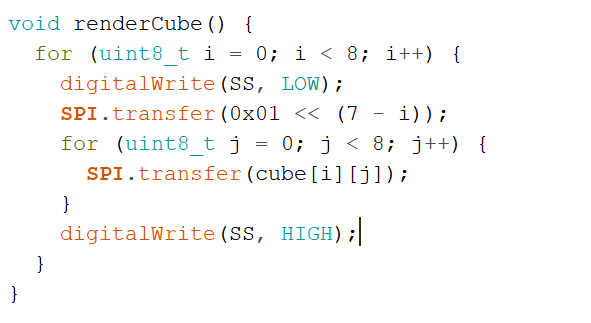 void renderCube() {
  for (uint8_t i = 0; i < 8; i++) {
    digitalWrite(SS, LOW);
    SPI.transfer(0x01 << (7 - i));
    for (uint8_t j = 0; j < 8; j++) {
      SPI.transfer(cube[i][j]);
    }
    digitalWrite(SS, HIGH);
  }
}